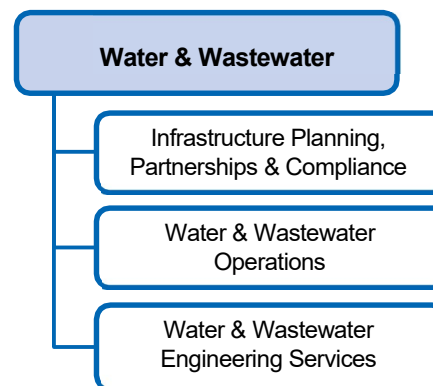 Water & Wastewater
Infrastructure Planning,
Partnerships & Compliance
Water & Wastewater
Operations
Water & Wastewater
Engineering Services